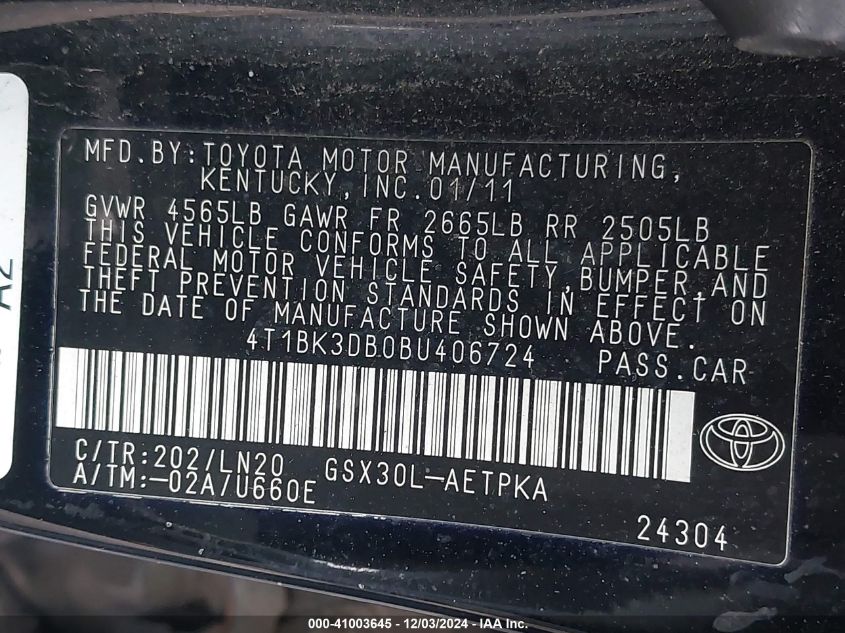 A2
MFD.BY:TOYOTA MOTOR MANUFACTURING,
KENTUCKY,INC.01/11
GVWR 4565LB GAWR FR 2665LB RR 2505LB
THIS VEHICLE CONFORMS TO ALL APPLICABLE
FEDERAL MOTOR VEHICLE SAFETY,BUMPER,AND
THEFT PREVENTION STANDARDS IN EFFECT ON
THE DATE OF MANUFACTURE SHOWN ABOVE.
4T1BK3DB0BU406724 PASS.CAR
C/TR:202/LN20 GSX30L-AETPKA
A/TM:-02A/U660E
24304
000-41003645 - 12/03/2024 - IAA Inc.